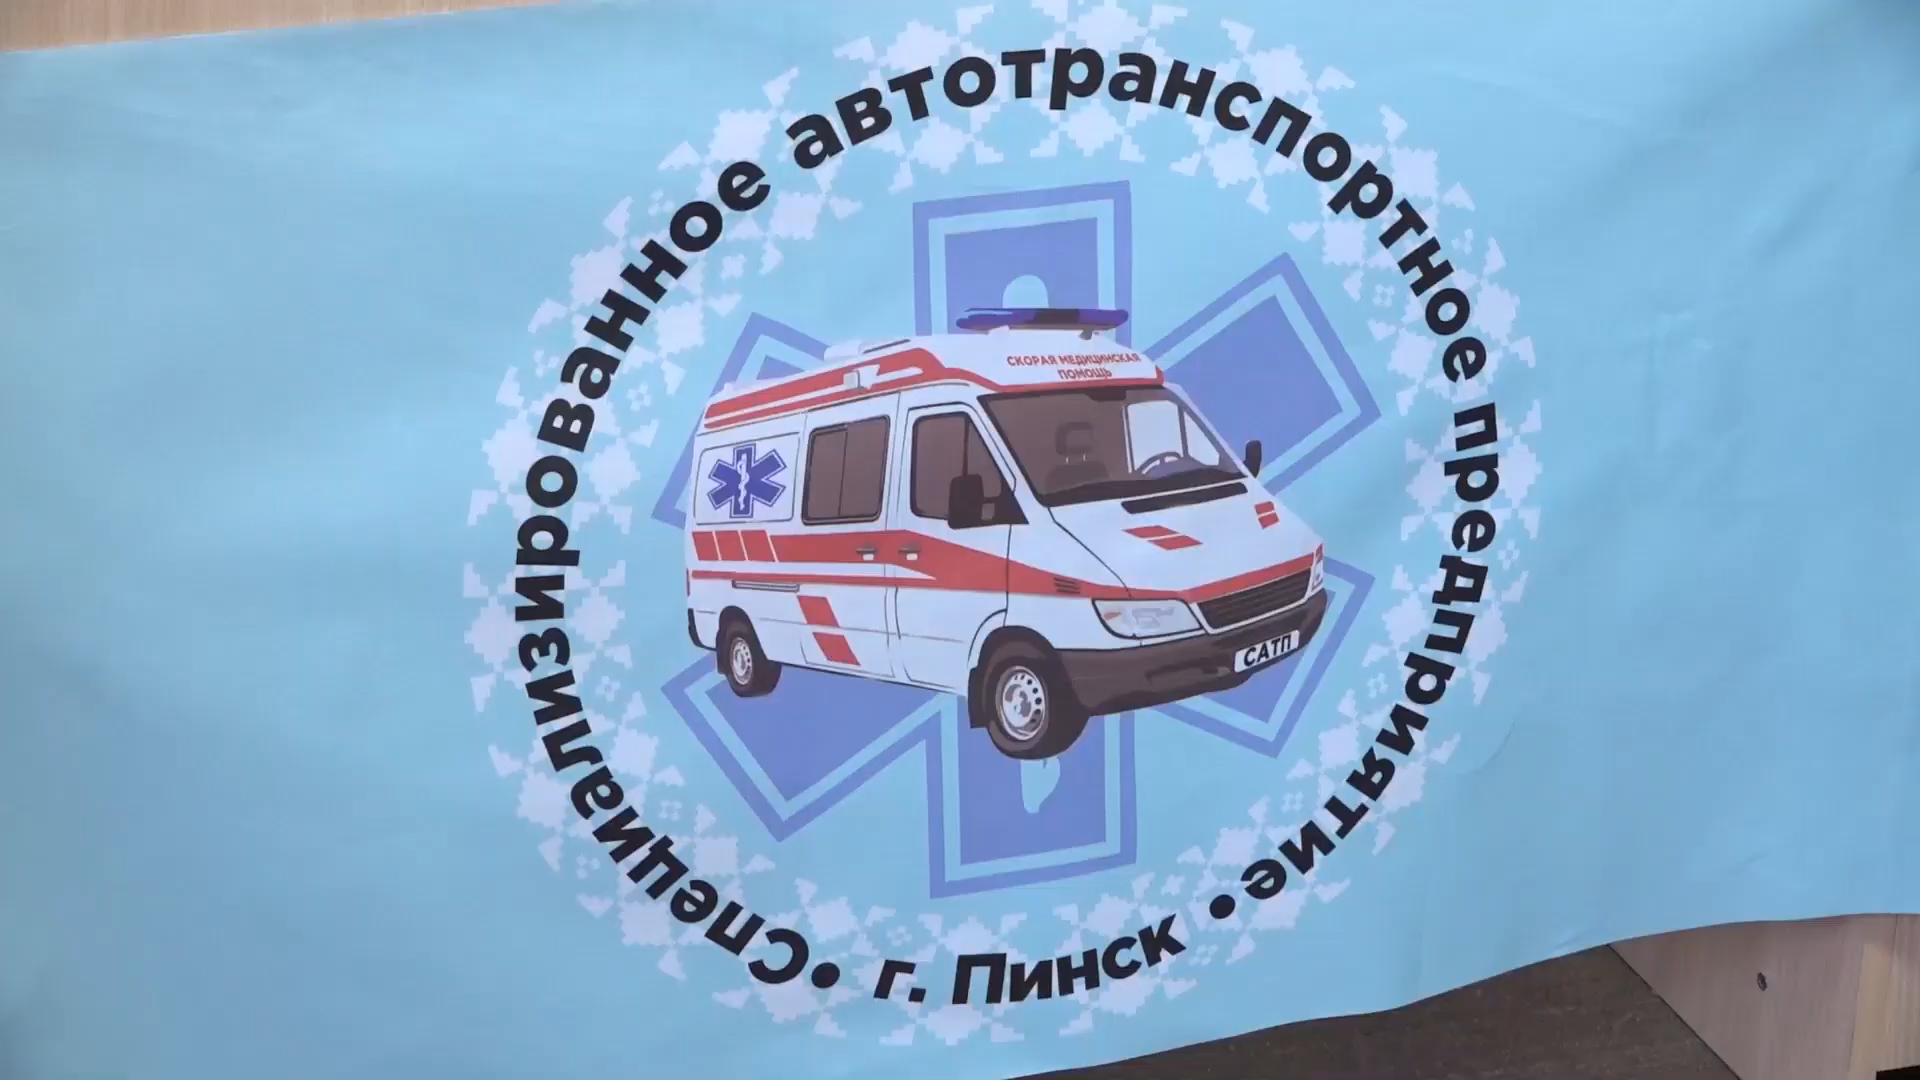 Специализированное автотранспортное предприятие
• г. Пинск •
СКОРАЯ МЕДИЦИНСКАЯ
ПОМОЩЬ
САТП